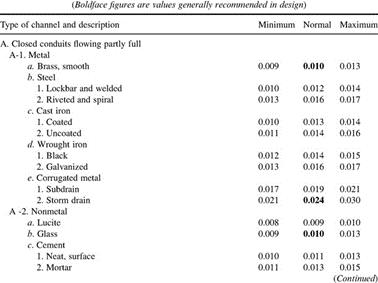 (Boldface figures are values generally recommended in design)
Type of channel and description Minimum Normal Maximum
A. Closed conduits flowing partly full
A-1. Metal
a. Brass, smooth 0.009 0.010 0.013
b. Steel
1. Lockbar and welded 0.010 0.012 0.014
2. Riveted and spiral 0.013 0.016 0.017
c. Cast iron
1. Coated 0.010 0.013 0.014
2. Uncoated 0.011 0.014 0.016
d. Wrought iron
1. Black 0.012 0.014 0.015
2. Galvanized 0.013 0.016 0.017
e. Corrugated metal
1. Subdrain 0.017 0.019 0.021
2. Storm drain 0.021 0.024 0.030
A -2. Nonmetal
a. Lucite 0.008 0.009 0.010
b. Glass 0.009 0.010 0.013
c. Cement
1. Neat, surface 0.010 0.011 0.013
2. Mortar 0.011 0.013 0.015
(Continued)